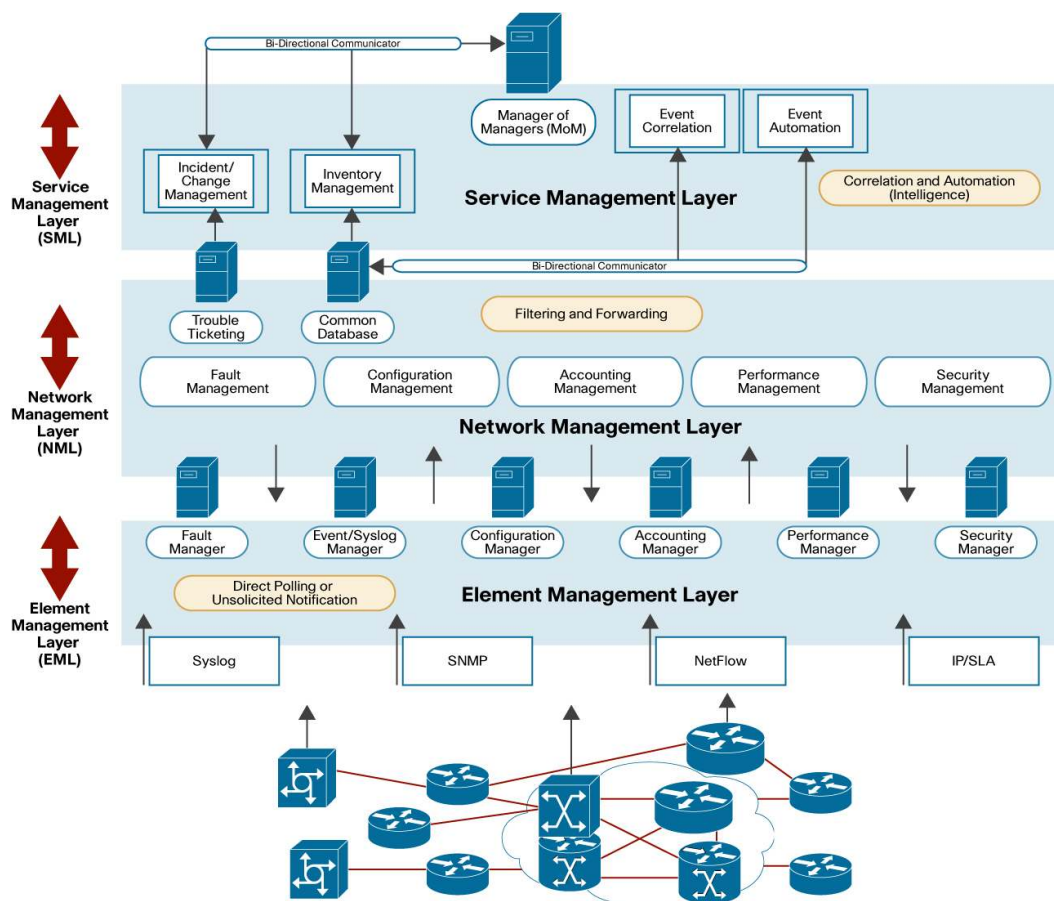 Bi-Directional Communicator
Manager of
Managers (MoM)
Event
Correlation
Event
Automation
Incident/
Change
Management
Inventory
Management
Service Management Layer
Correlation and Automation
(Intelligence)
Service
Management
Layer
(SML)
Bi-Directional Communicator
Trouble
Ticketing
Common
Database
Filtering and Forwarding
Fault
Management
Configuration
Management
Accounting
Management
Performance
Management
Security
Management
Network Management Layer
Network
Management
Layer
(NML)
Fault
Manager
Event/Syslog
Manager
Configuration
Manager
Accounting
Manager
Performance
Manager
Security
Manager
Direct Polling or
Unsolicited Notification
Element Management Layer
Element
Management
Layer
(EML)
Syslog
SNMP
NetFlow
IP/SLA